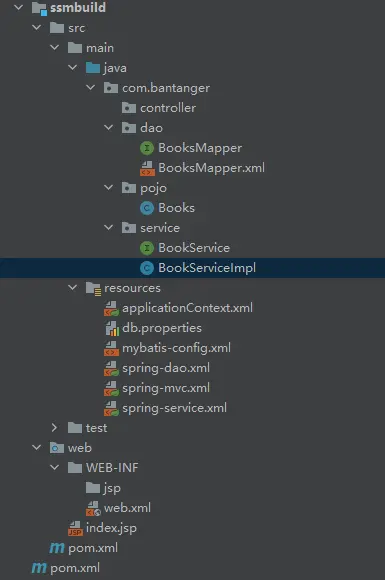 ssmbuild
src
main
java
com.bantanger
controller
dao
I BooksMapper
BooksMapper.xml
pojo
C Books
service
I BookService
C BookServiceImpl
resources
applicationContext.xml
db.properties
mybatis-config.xml
spring-dao.xml
spring-mvc.xml
spring-service.xml
test
web
WEB-INF
jsp
web.xml
JSP index.jsp
m pom.xml
m pom.xml